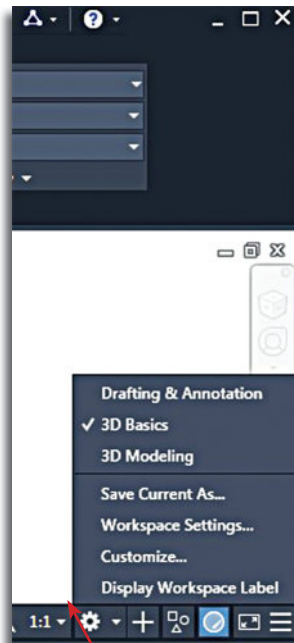 ?
Drafting & Annotation
✓ 3D Basics
3D Modeling
Save Current As...
Workspace Settings...
Customize...
Display Workspace Label
1:1